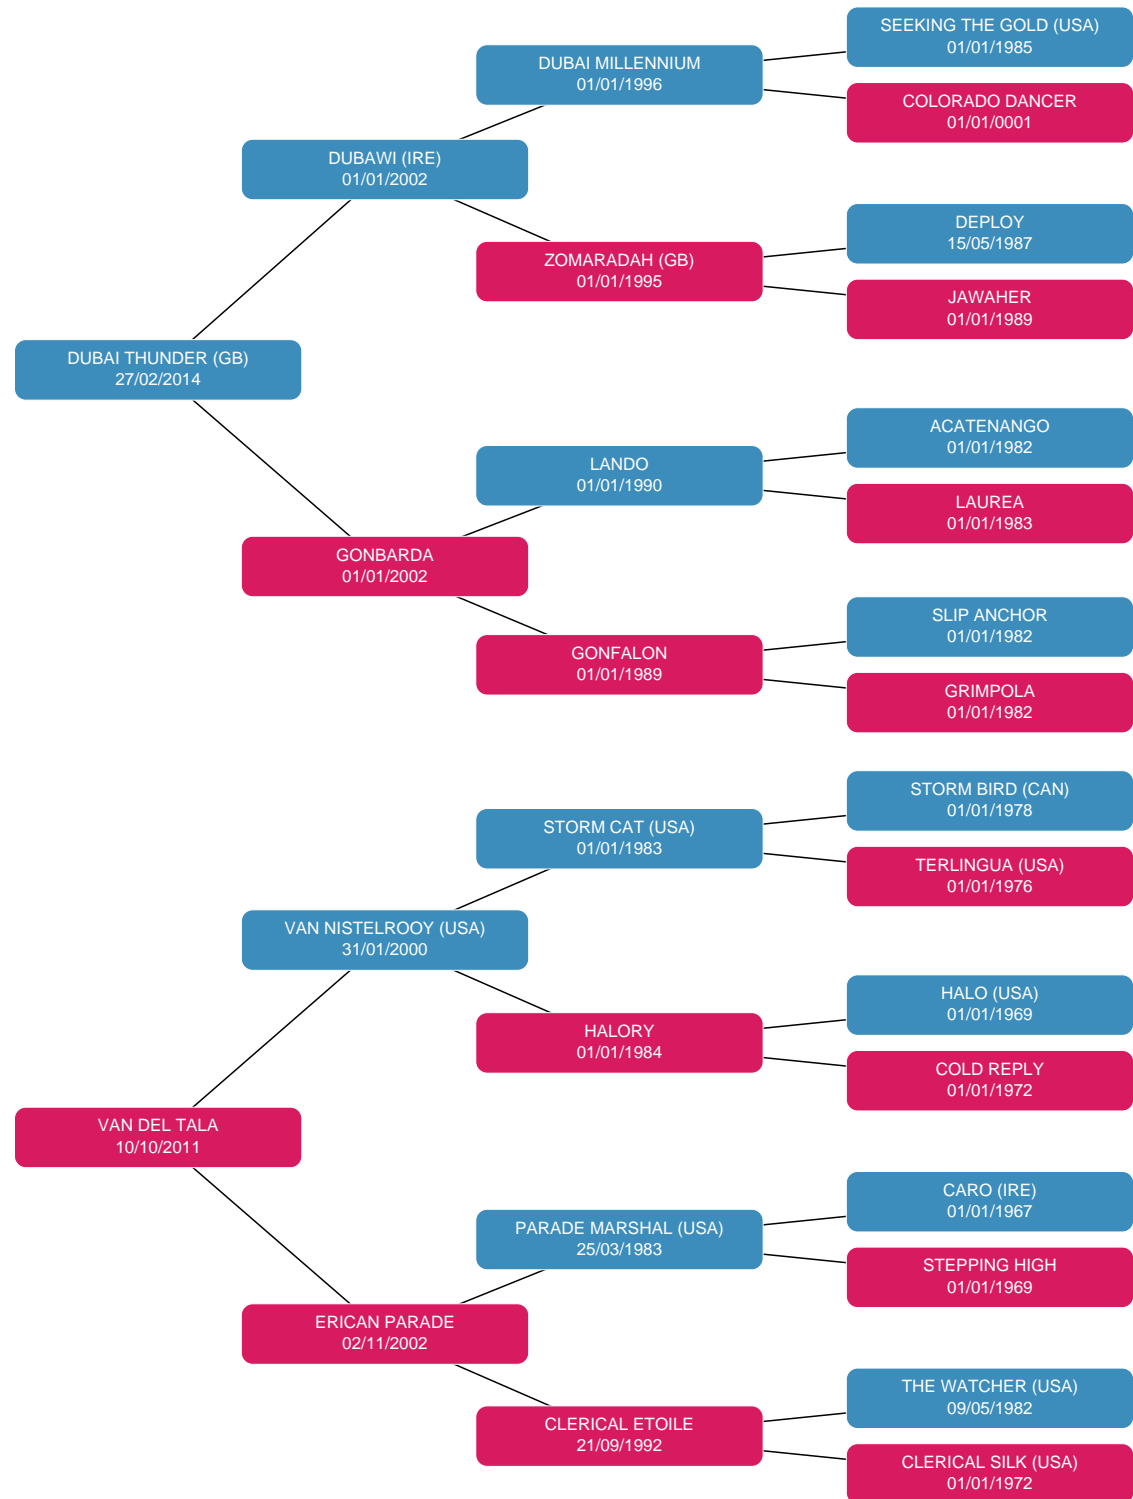 SEEKING THE GOLD (USA)
01/01/1985
DUBAI MILLENNIUM
01/01/1996
COLORADO DANCER
01/01/0001
DUBAWI (IRE)
01/01/2002
DEPLOY
15/05/1987
ZOMARADAH (GB)
01/01/1995
JAWAHER
01/01/1989
DUBAI THUNDER (GB)
27/02/2014
ACATENANGO
01/01/1982
LANDO
01/01/1990
LAUREA
01/01/1983
GONBARDA
01/01/2002
SLIP ANCHOR
01/01/1982
GONFALON
01/01/1989
GRIMPOLA
01/01/1982
STORM BIRD (CAN)
01/01/1978
STORM CAT (USA)
01/01/1983
TERLINGUA (USA)
01/01/1976
VAN NISTELROOY (USA)
31/01/2000
HALO (USA)
01/01/1969
HALORY
01/01/1984
COLD REPLY
01/01/1972
VAN DEL TALA
10/10/2011
CARO (IRE)
01/01/1967
PARADE MARSHAL (USA)
25/03/1983
STEPPING HIGH
01/01/1969
ERICAN PARADE
02/11/2002
THE WATCHER (USA)
09/05/1982
CLERICAL ETOILE
21/09/1992
CLERICAL SILK (USA)
01/01/1972